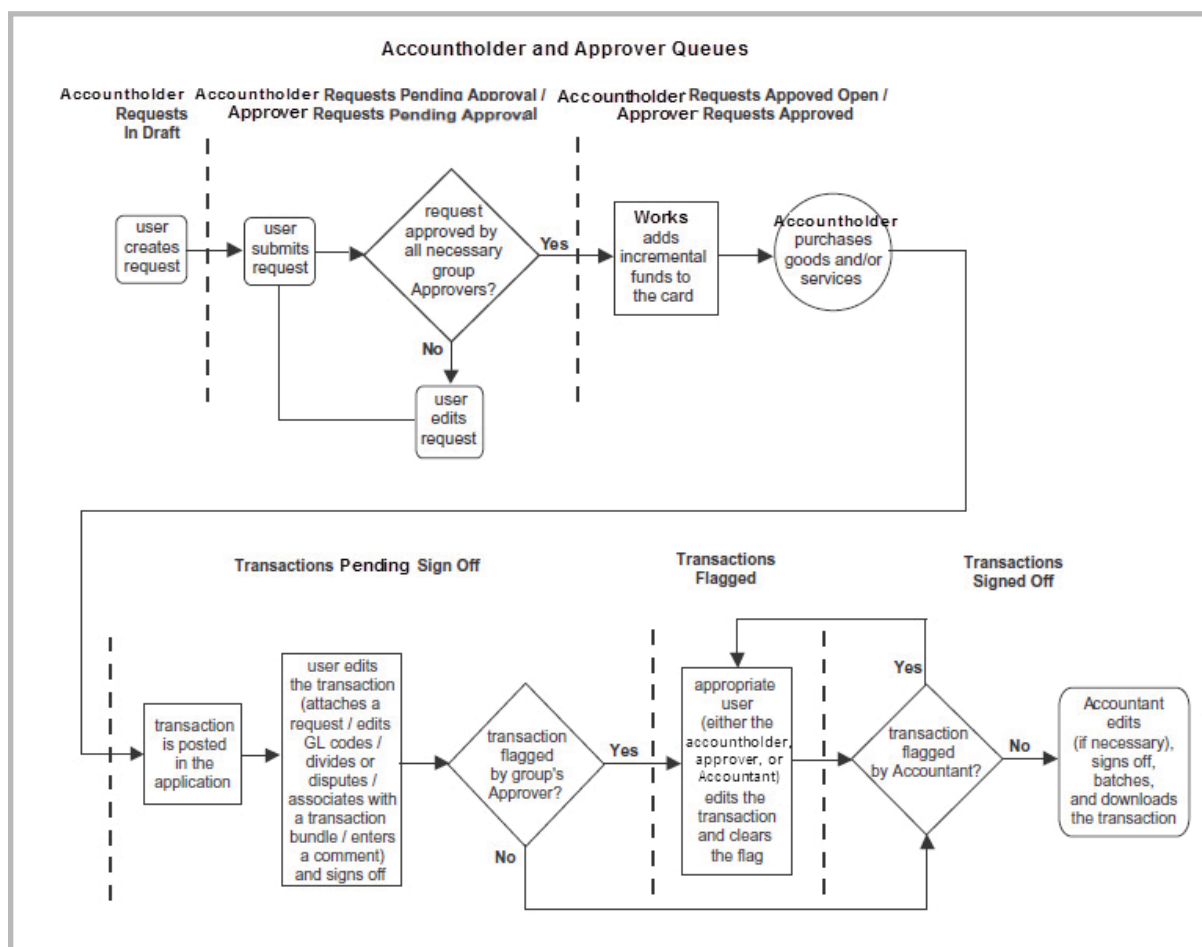 Accountholder and Approver Queues
Accountholder
Requests
In Draft
Accountholder Requests Pending Approval /
Approver Requests Pending Approval
Accountholder Requests Appoved Open /
Approver Requests Approved
user
creates
request
user
submits
request
request
approved by
all necessary
group
Approvers?
Yes
No
user
edits
request
Works
adds
incremental
funds to
the card
Accountholder
purchases
goods and/or
services
Transactions Pending Sign Off
Transactions
Flagged
Transactions
Signed Off
transaction
is posted
in the
application
user edits
the transaction
(attaches a
request / edits
GL codes /
divides or
disputes /
associates with
a transaction
bundle / enters
a comment)
and signs off
transaction
flagged
by group's
Approver?
Yes
No
appropriate
user
(either the
accountholder,
approver, or
Accountant)
edits the
transaction
and clears
the flag
Yes
transaction
flagged
by Accountant?
No
Accountant
edits
(if necessary),
signs off,
batches,
and downloads
the transaction